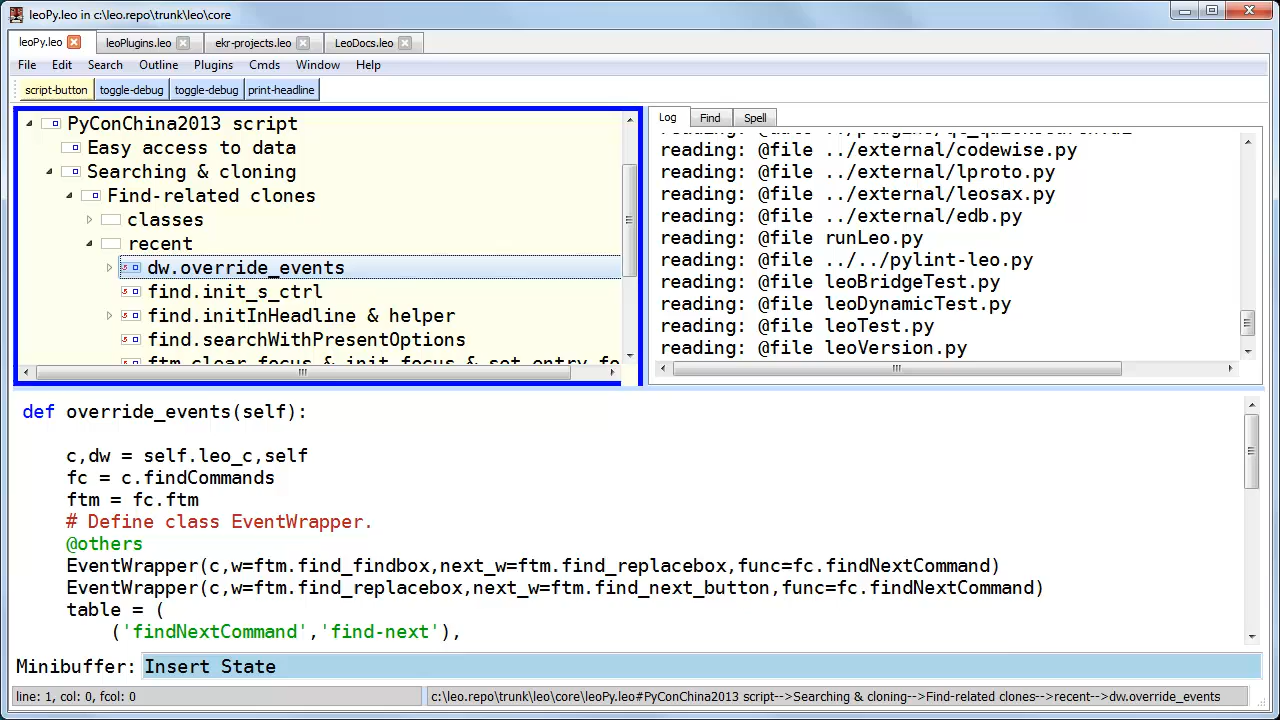 leoPy.leo in c:\leo.repo\trunk\leo\core
leoPy.leo leoPlugins.leo ekr-projects.leo LeoDocs.leo
File Edit Search Outline Plugins Cmds Window Help
script-button toggle-debug toggle-debug print-headline
PyConChina2013 script
Easy access to data
Searching & cloning
Find-related clones
classes
recent
dw.override_events
find.init_s_ctrl
find.initInHeadline & helper
find.searchWithPresentOptions
ftm.clear_focus & init_focus & set_entry_fo
Log Find Spell
reading: @file ../external/codewise.py
reading: @file ../external/lproto.py
reading: @file ../external/leosax.py
reading: @file ../external/edb.py
reading: @file runLeo.py
reading: @file ../../pylint-leo.py
reading: @file leoBridgeTest.py
reading: @file leoDynamicTest.py
reading: @file leoTest.py
reading: @file leoVersion.py
def override_events(self):
c,dw = self.leo_c,self
fc = c.findCommands
ftm = fc.ftm
# Define class EventWrapper.
@others
EventWrapper(c,w=ftm.find_findbox,next_w=ftm.find_replacebox,func=fc.findNextCommand)
EventWrapper(c,w=ftm.find_replacebox,next_w=ftm.find_next_button,func=fc.findNextCommand)
table = (
('findNextCommand','find-next'),
Minibuffer: Insert State
line: 1, col: 0, fcol: 0
c:\leo.repo\trunk\leo\core\leoPy.leo#PyConChina2013 script-->Searching & cloning-->Find-related clones-->recent-->dw.override_events